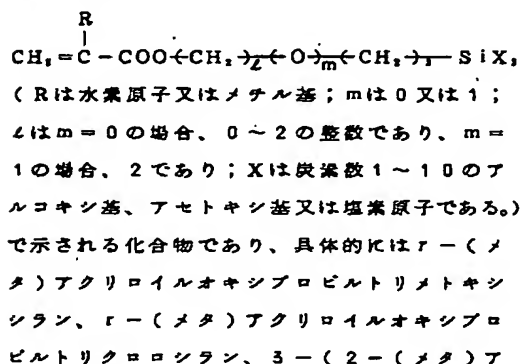 R
CH₂=C-COO(CH₂)ℓ(O)m(CH₂)₃-SiX₃
(Rは水素原子又はメチル基;mは0又は1;
ℓはm=0の場合、0~2の整数であり、m=
1の場合、2であり;Xは炭素数1~10のア
ルコキシ基、アセトキシ基又は塩素原子である。)
で示される化合物であり、具体的にはr-(メ
タ)アクリロイルオキシプロピルトリメトキシ
シラン、r-(メタ)アクリロイルオキシプロ
ピルトリクロロシラン、3-(2-(メタ)ア